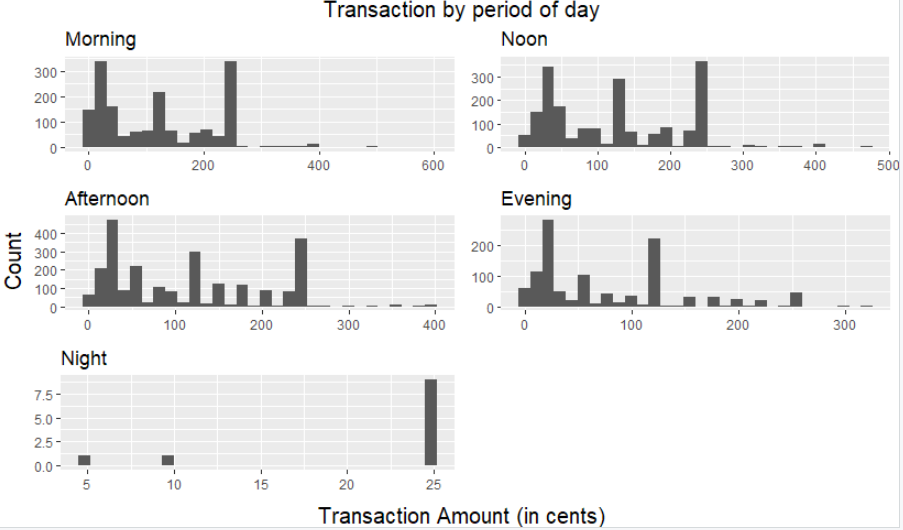 Transaction by period of day
Morning
300
200
100
0
0 200 400 600
Noon
300
200
100
0
0 100 200 300 400 500
Count
Afternoon
400
300
200
100
0
0 100 200 300 400
Evening
200
100
0
0 100 200 300
Night
7.5
5.0
2.5
0.0
5 10 15 20 25
Transaction Amount (in cents)